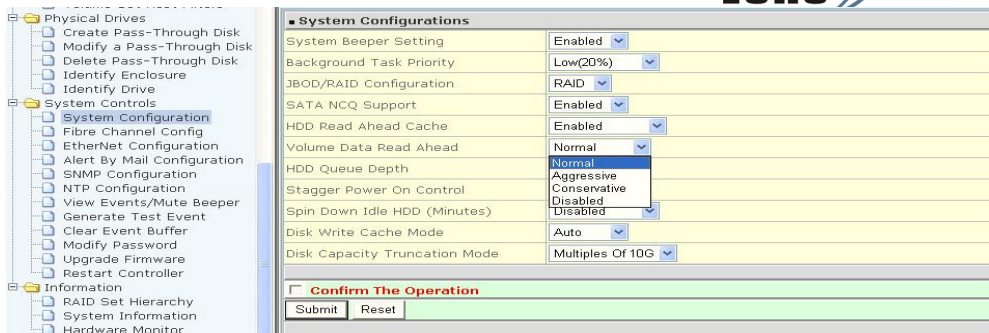 Physical Drives
Create Pass-Through Disk
Modify a Pass-Through Disk
Delete Pass-Through Disk
Identify Enclosure
Identify Drive
System Controls
System Configuration
Fibre Channel Config
EtherNet Configuration
Alert By Mail Configuration
SNMP Configuration
NTP Configuration
View Events/Mute Beeper
Generate Test Event
Clear Event Buffer
Modify Password
Upgrade Firmware
Restart Controller
Information
RAID Set Hierarchy
System Information
Hardware Monitor
System Configurations
System Beeper Setting Enabled
Background Task Priority Low(20%)
JBOD/RAID Configuration RAID
SATA NCQ Support Enabled
HDD Read Ahead Cache Enabled
Volume Data Read Ahead Normal
Normal
HDD Queue Depth
Aggressive
Stagger Power On Control Conservative
Disabled
Spin Down Idle HDD (Minutes) Disabled
Disk Write Cache Mode Auto
Disk Capacity Truncation Mode Multiples Of 10G
Confirm The Operation
Submit Reset